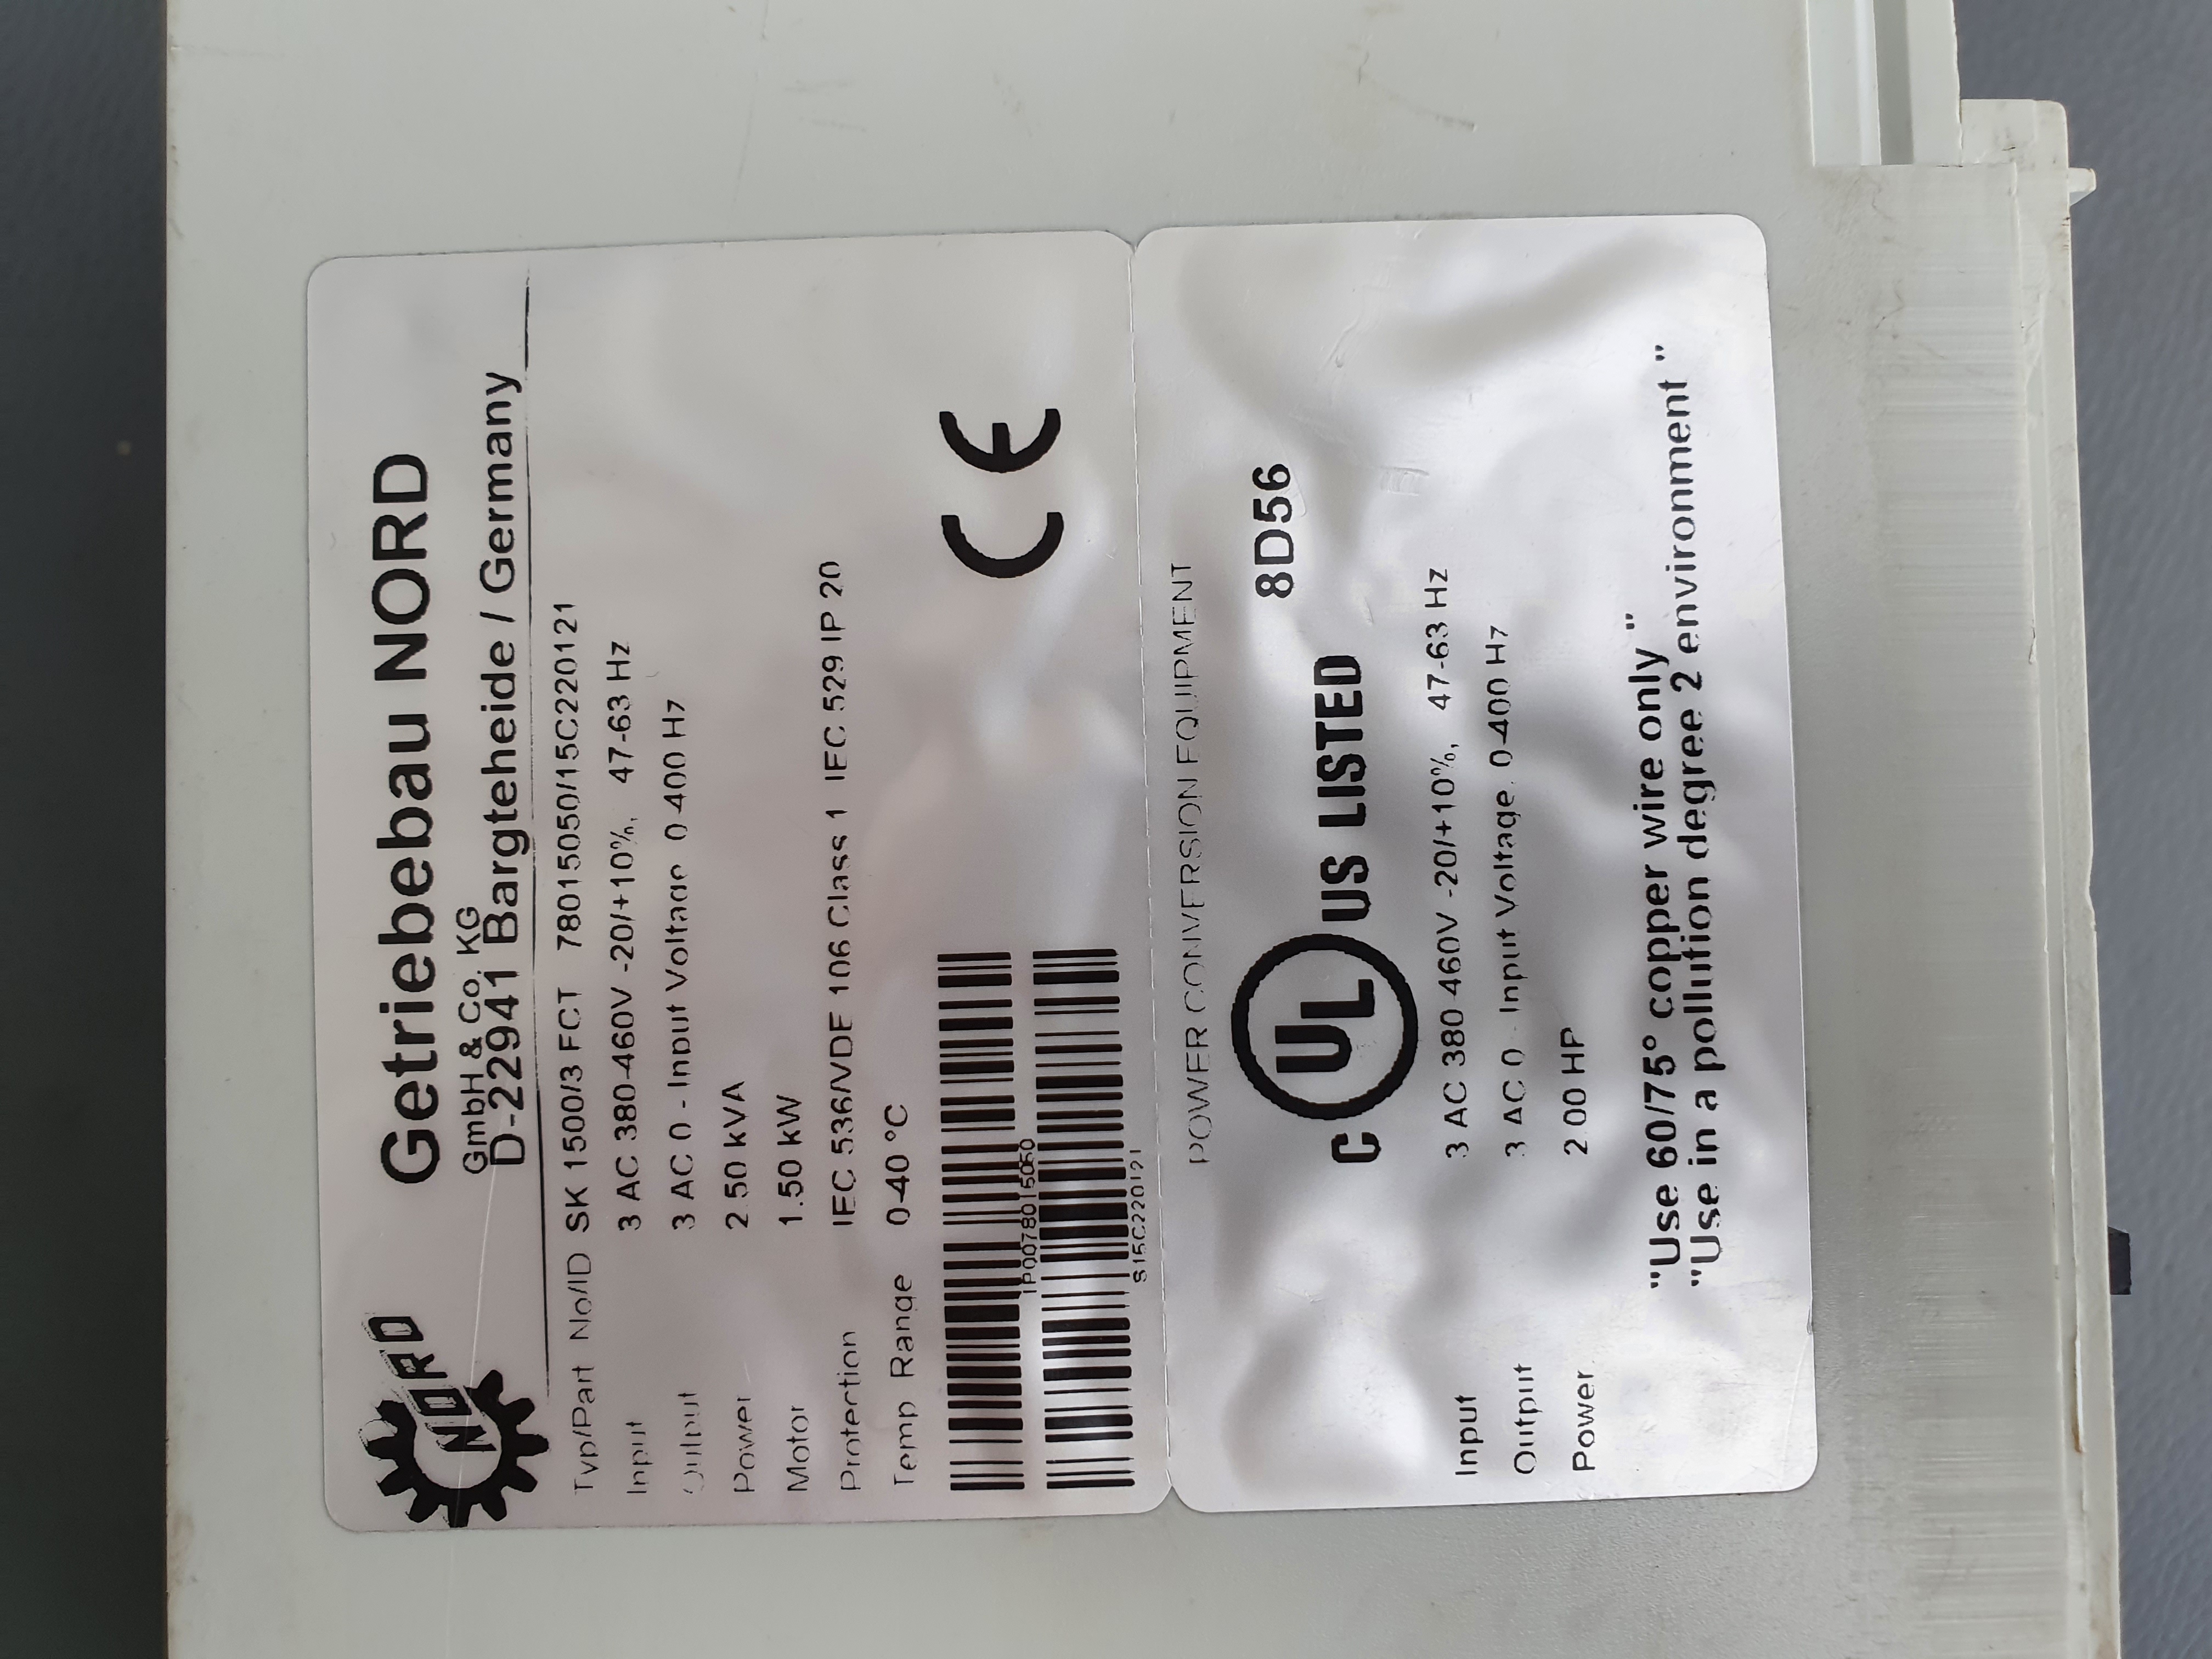 NORD
Getriebebau NORD
GmbH & Co. KG
D-22941 Bargteheide / Germany
Typ/Part No/ID SK 1500/3 FCT 78015050/15C220121
Input 3 AC 380-460V -20/+10%, 47-63 Hz
Output 3 AC 0 - Input Voltage 0-400 Hz
Power 2.50 kVA
Motor 1.50 kW
Protection IEC 536/VDE 106 Class 1 IEC 529 IP 20
Temp Range 0-40 °C
CE
1P0078015050
S15C220121
POWER CONVERSION EQUIPMENT
C UL US LISTED 8D56
Input 3 AC 380-460V -20/+10%, 47-63 Hz
Output 3 AC 0 - Input Voltage, 0-400 Hz
Power 2.00 HP
"Use 60/75° copper wire only"
"Use in a pollution degree 2 environment"